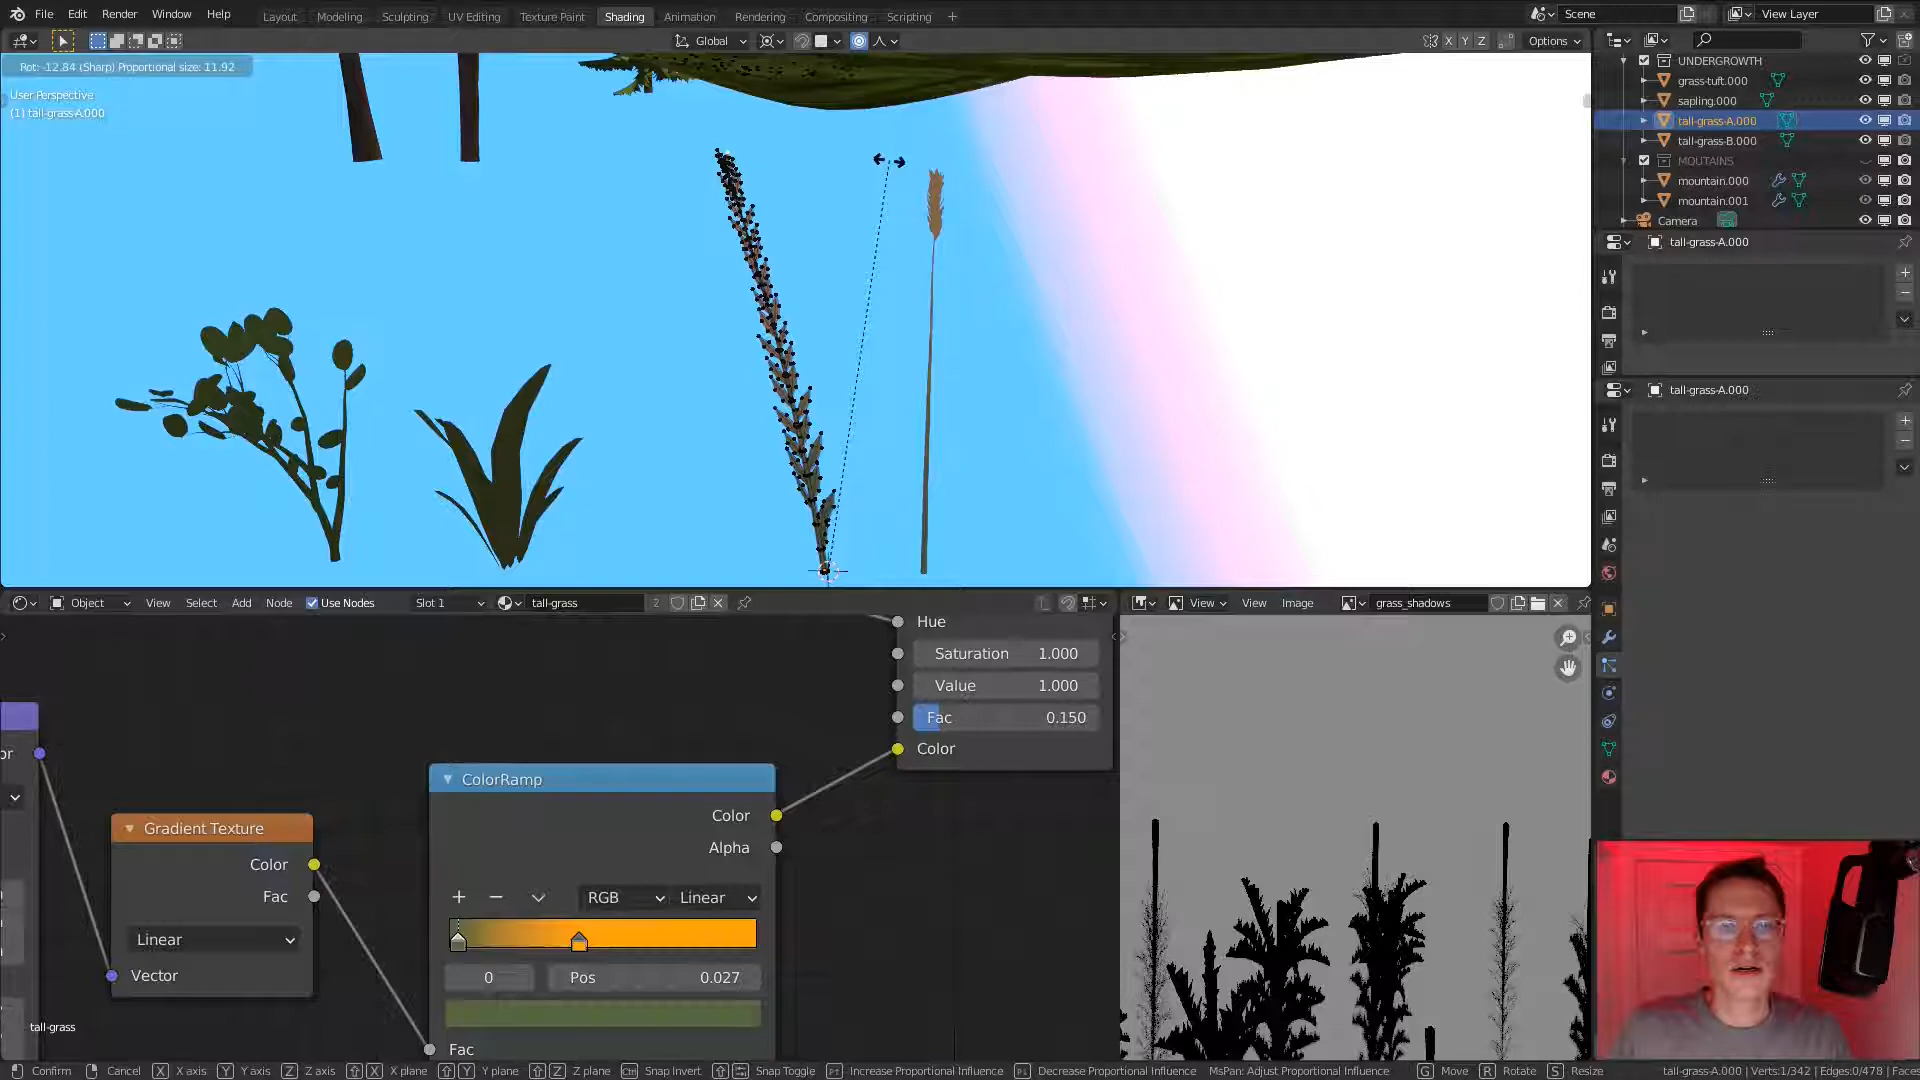 File Edit Render Window Help
Layout Modeling Sculpting UV Editing Texture Paint Shading Animation Rendering Compositing Scripting +
Scene
View Layer
Global
X Y Z
Options
Rot: -12.84 (Sharp) Proportional size: 11.92
User Perspective
(1) tall-grass-A.000
UNDERGROWTH
grass-tuft.000
sapling.000
tall-grass-A.000
tall-grass-B.000
MOUTAINS
mountain.000
mountain.001
Camera
tall-grass-A.000
tall-grass-A.000
Object View Select Add Node Use Nodes Slot 1 tall-grass 2
View View Image grass_shadows
Hue
Saturation 1.000
Value 1.000
Fac 0.150
Color
or
Gradient Texture
Color
Fac
Linear
Vector
ColorRamp
Color
Alpha
+ − RGB Linear
0 Pos 0.027
Fac
tall-grass
Confirm Cancel X X axis Y Y axis Z Z axis X X plane Y Y plane Z Z plane Ctrl Snap Invert Snap Toggle Increase Proportional Influence Decrease Proportional Influence MsPan: Adjust Proportional Influence G Move R Rotate S Resize
tall-grass-A.000 | Verts:1/342 | Edges:0/478 | Faces